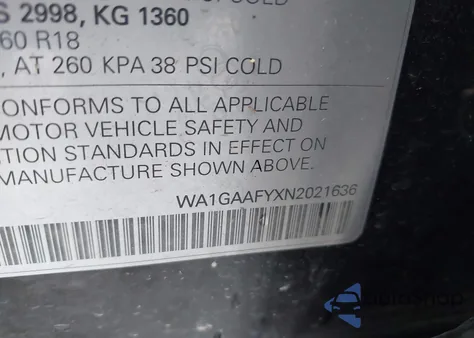 S 2998, KG 1360
60 R18
, AT 260 KPA 38 PSI COLD
ONFORMS TO ALL APPLICABLE
MOTOR VEHICLE SAFETY AND
TION STANDARDS IN EFFECT
MANUFACTURE SHOWN ABOVE.
WA1GAAFYXN2021636